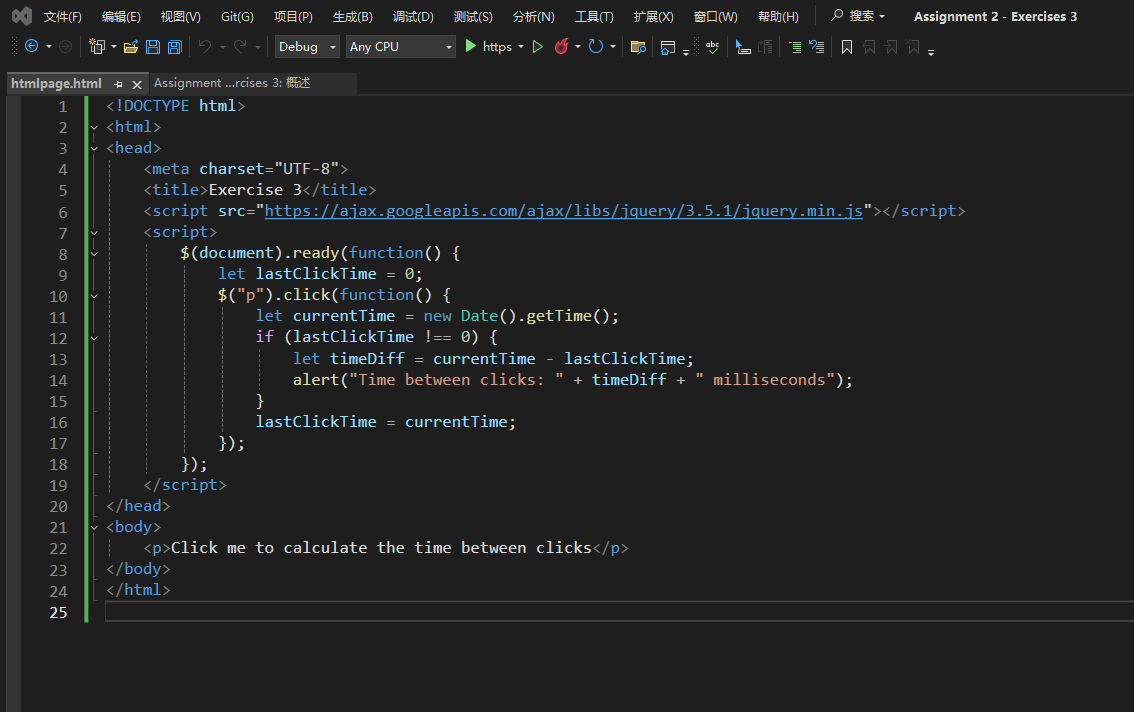 文件(F) 编辑(E) 视图(V) Git(G) 项目(P) 生成(B) 调试(D) 测试(S) 分析(N) 工具(T) 扩展(X) 窗口(W) 帮助(H) 搜索 Assignment 2 - Exercises 3
Debug Any CPU https abc
htmlpage.html Assignment ...rcises 3: 概述
1 <!DOCTYPE html>
2 <html>
3 <head>
4 <meta charset="UTF-8">
5 <title>Exercise 3</title>
6 <script src="https://ajax.googleapis.com/ajax/libs/jquery/3.5.1/jquery.min.js"></script>
7 <script>
8 $(document).ready(function() {
9 let lastClickTime = 0;
10 $("p").click(function() {
11 let currentTime = new Date().getTime();
12 if (lastClickTime !== 0) {
13 let timeDiff = currentTime - lastClickTime;
14 alert("Time between clicks: " + timeDiff + " milliseconds");
15 }
16 lastClickTime = currentTime;
17 });
18 });
19 </script>
20 </head>
21 <body>
22 <p>Click me to calculate the time between clicks</p>
23 </body>
24 </html>
25